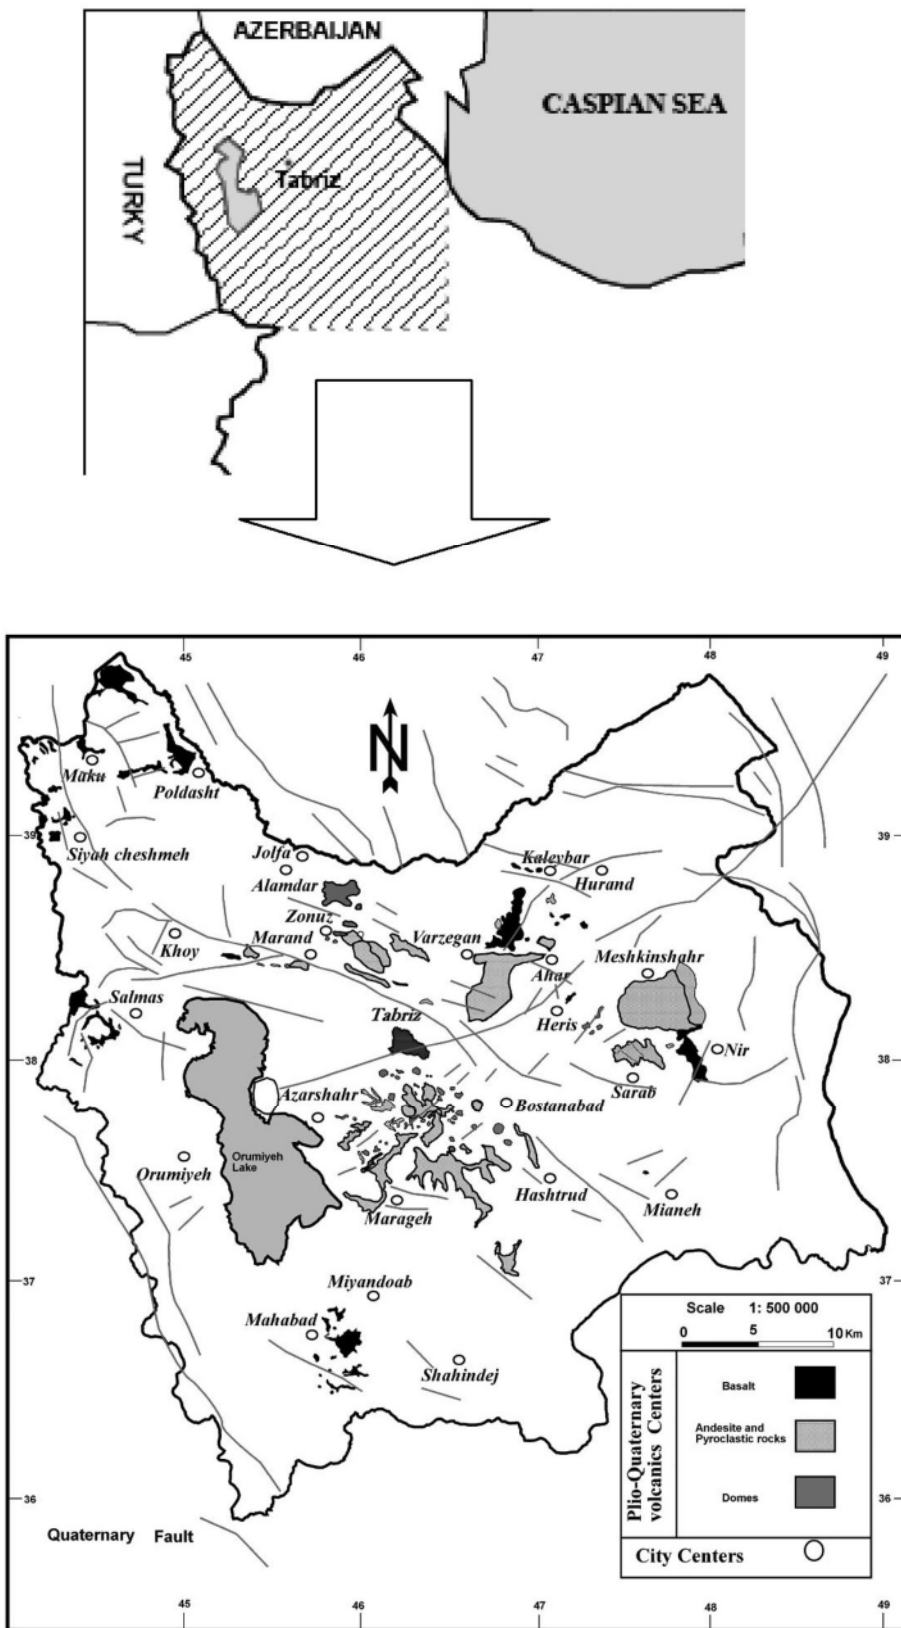 AZERBAIJAN
CASPIAN SEA
TURKY
Tabriz
45
46
47
48
49
N
Maku
Poldasht
39
39
Siyah cheshmeh
Jolfa
Kaleybar
Alamdar
Hurand
Zonuz
Khoy
Marand
Varzegan
Ahar
Meshkinshahr
Salmas
Tabriz
Heris
38
Nir
38
Azarshahr
Sarab
Bostanabad
Orumiyeh
Lake
Orumiyeh
Hashtrud
Marageh
Mianeh
37
37
Miyandoab
Mahabad
Shahindej
Scale 1: 500 000
0 5 10 Km
Plio-Quaternary
volcanics Centers
Basalt
Andesite and
Pyroclastic rocks
Domes
36
36
Quaternary Fault
City Centers
45
46
47
48
49